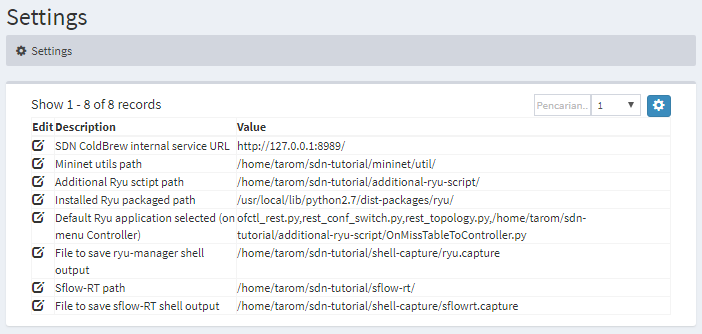 Settings
Settings
Show 1 - 8 of 8 records
Pencarian..
1
Edit Description Value
SDN ColdBrew internal service URL http://127.0.0.1:8989/
Mininet utils path /home/tarom/sdn-tutorial/mininet/util/
Additional Ryu sctipt path /home/tarom/sdn-tutorial/additional-ryu-script/
Installed Ryu packaged path /usr/local/lib/python2.7/dist-packages/ryu/
Default Ryu application selected (on ofctl_rest.py,rest_conf_switch.py,rest_topology.py,/home/tarom/sdn-
menu Controller) tutorial/additional-ryu-script/OnMissTableToController.py
File to save ryu-manager shell /home/tarom/sdn-tutorial/shell-capture/ryu.capture
output
Sflow-RT path /home/tarom/sdn-tutorial/sflow-rt/
File to save sflow-RT shell output /home/tarom/sdn-tutorial/shell-capture/sflowrt.capture